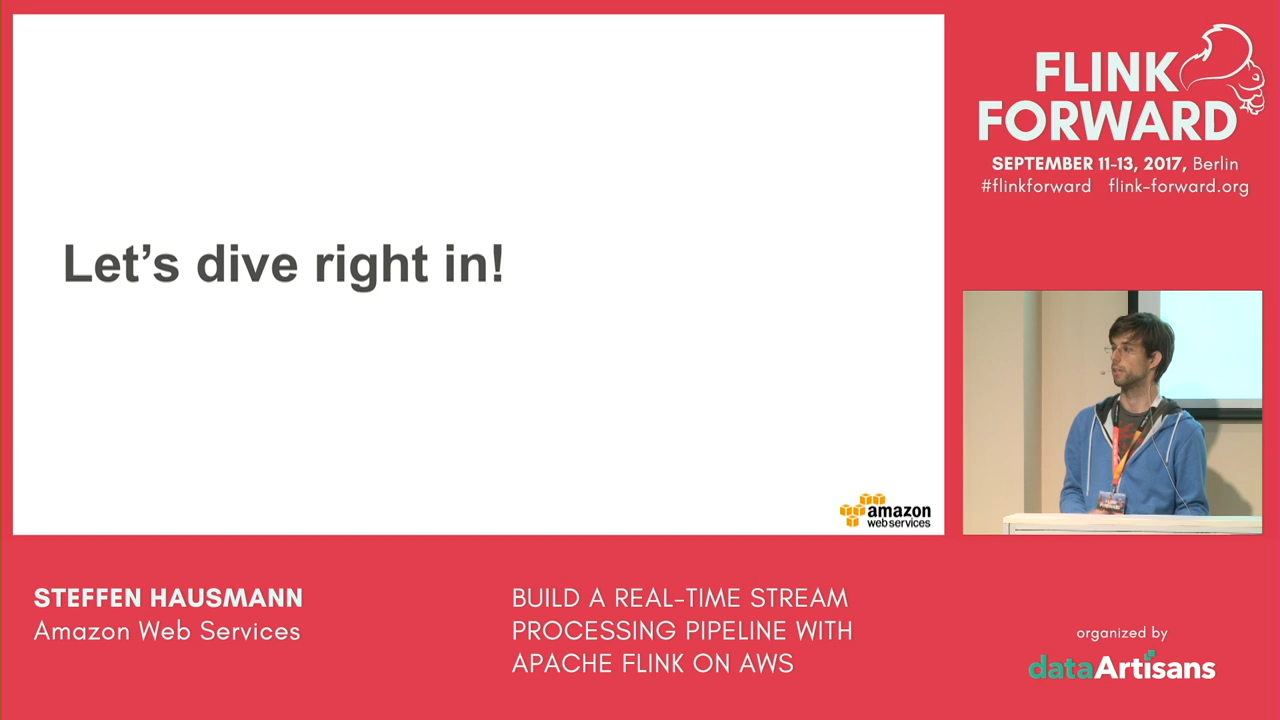 Let's dive right in!
amazon
web services
FLINK
FORWARD
SEPTEMBER 11-13, 2017, Berlin
#flinkforward flink-forward.org
STEFFEN HAUSMANN
Amazon Web Services
BUILD A REAL-TIME STREAM
PROCESSING PIPELINE WITH
APACHE FLINK ON AWS
organized by
dataArtisans